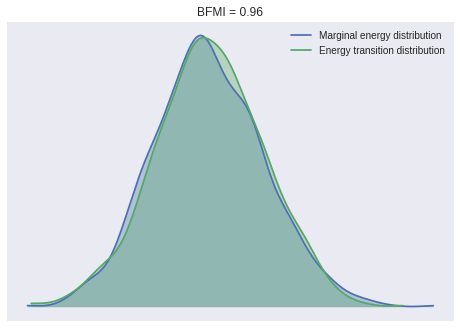 BFMI = 0.96
Marginal energy distribution
Energy transition distribution